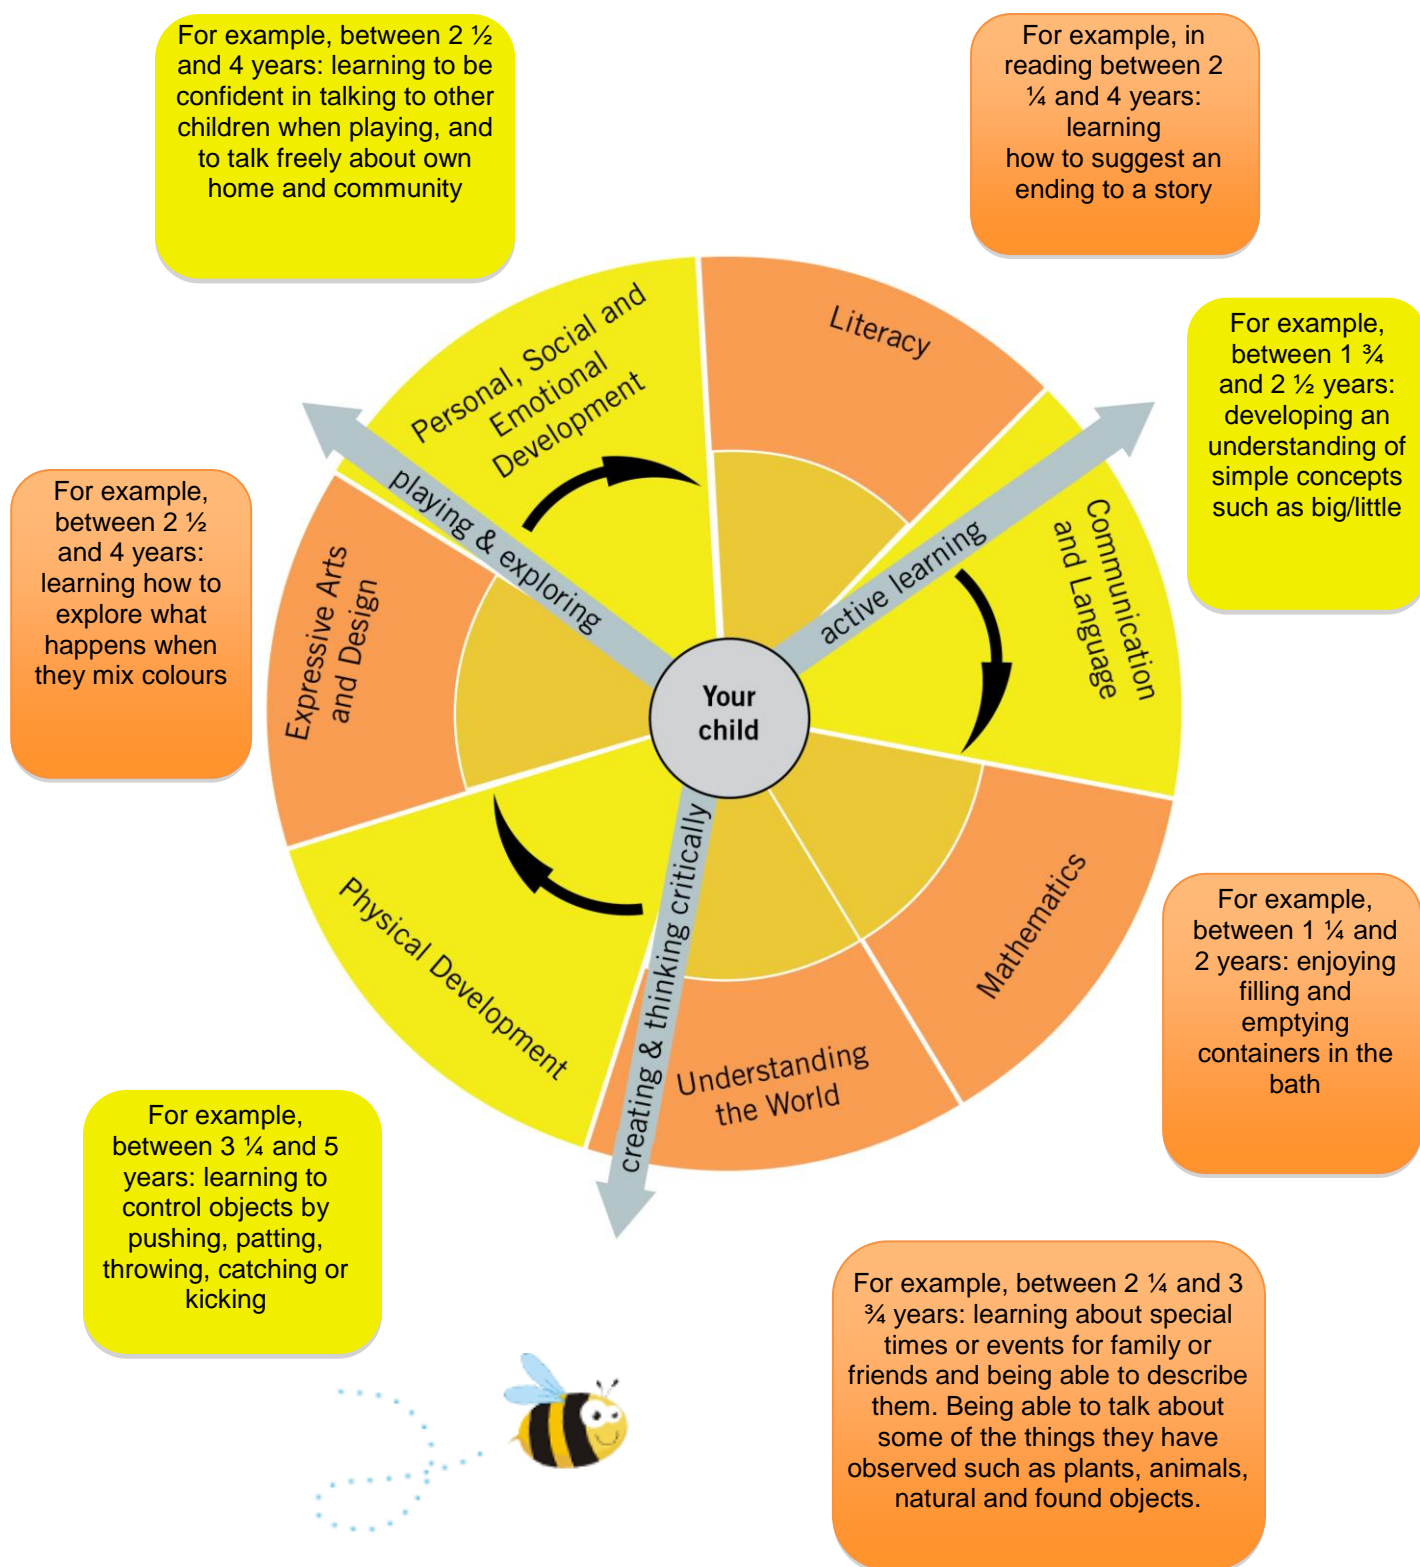 For example, between 2 ½
and 4 years: learning to be
confident in talking to other
children when playing, and
to talk freely about own
home and community
For example, in
reading between 2
¼ and 4 years:
learning
how to suggest an
ending to a story
For example,
between 1 ¾
and 2 ½ years:
developing an
understanding of
simple concepts
such as big/little
Personal, Social and
Emotional
Development
Literacy
playing & exploring
active learning
Communication
and Language
For example,
between 2 ½
and 4 years:
learning how to
explore what
happens when
they mix colours
Expressive Arts
and Design
Your
child
Physical Development
creating & thinking critically
Understanding
the World
Mathematics
For example,
between 1 ¼ and
2 years: enjoying
filling and
emptying
containers in the
bath
For example,
between 3 ¼ and 5
years: learning to
control objects by
pushing, patting,
throwing, catching or
kicking
For example, between 2 ¼ and 3
¾ years: learning about special
times or events for family or
friends and being able to describe
them. Being able to talk about
some of the things they have
observed such as plants, animals,
natural and found objects.